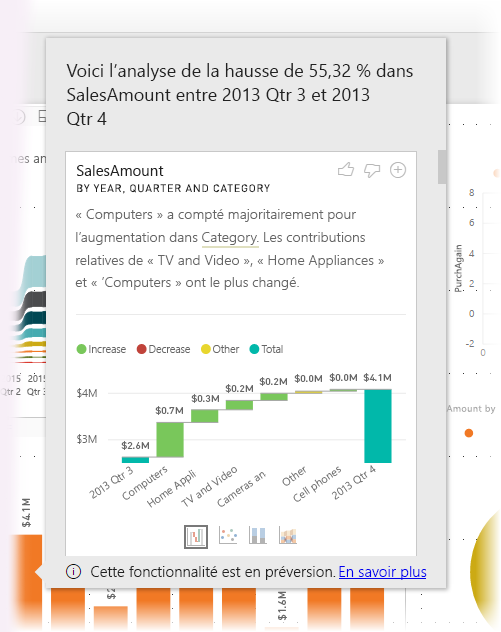 Voici l’analyse de la hausse de 55,32 % dans
SalesAmount entre 2013 Qtr 3 et 2013
Qtr 4
SalesAmount
BY YEAR, QUARTER AND CATEGORY
« Computers » a compté majoritairement pour
l’augmentation dans Category. Les contributions
relatives de « TV and Video », « Home Appliances »
et « ‘Computers » ont le plus changé.
Increase Decrease Other Total
$4M
$3M
$2.6M
$0.7M
$0.3M
$0.2M
$0.2M
$0.0M
$0.0M
$4.1M
2013 Qtr 3
Computers
Home Appli
TV and Video
Cameras an
Other
Cell phones
2013 Qtr 4
Cette fonctionnalité est en préversion. En savoir plus
es an
2015
Qtr 2
Qtr 3
$4.1M
$1.6M
PurchAgain
8
6
4
2
0
-2
0
Amount by